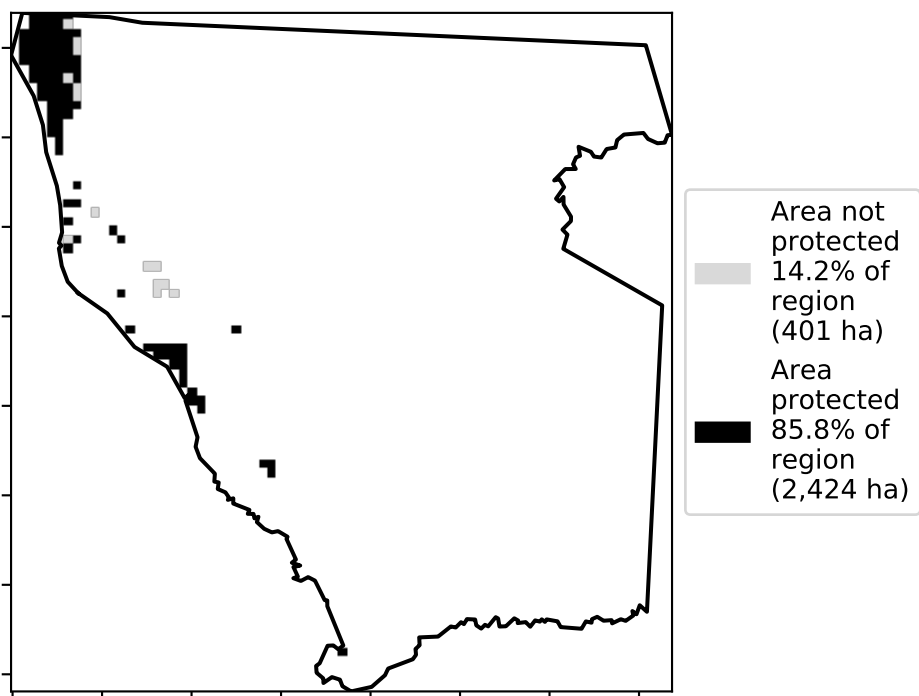 Area not
protected
14.2% of
region
(401 ha)
Area
protected
85.8% of
region
(2,424 ha)